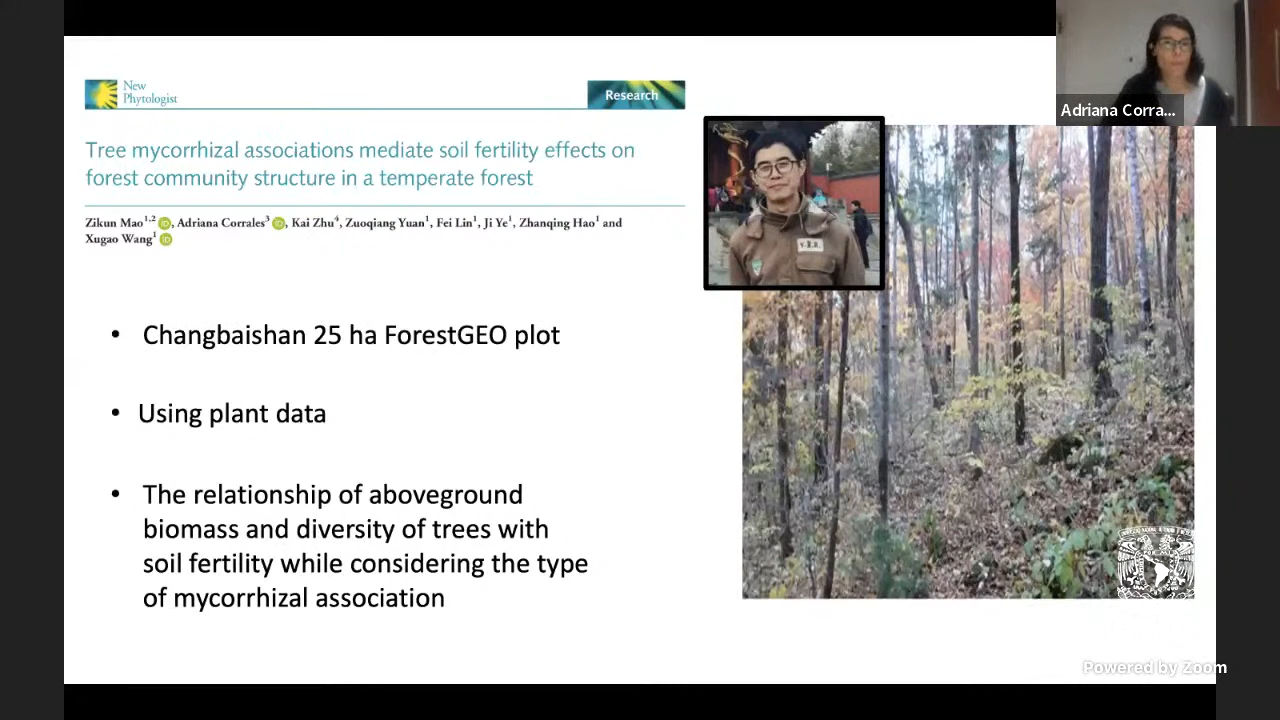 New
Phytologist
Research
Tree mycorrhizal associations mediate soil fertility effects on
forest community structure in a temperate forest
Zikun Mao1,2 iD, Adriana Corrales3 iD, Kai Zhu4, Zuoqiang Yuan1, Fei Lin1, Ji Ye1, Zhanqing Hao1 and
Xugao Wang1 iD
• Changbaishan 25 ha ForestGEO plot
• Using plant data
• The relationship of aboveground
biomass and diversity of trees with
soil fertility while considering the type
of mycorrhizal association
Adriana Corra...
Powered by Zoom